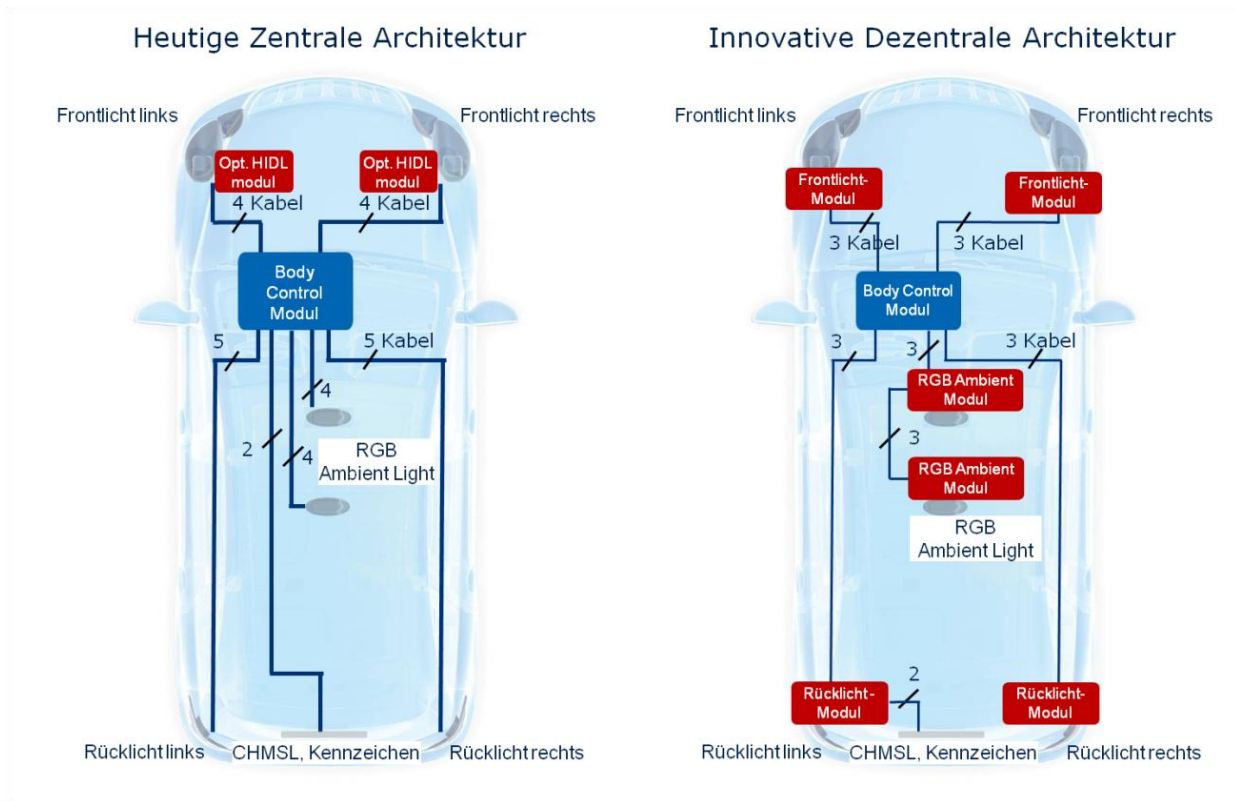 Heutige Zentrale Architektur
Frontlicht links
Frontlicht rechts
Opt. HIDL
modul
Opt. HIDL
modul
4 Kabel
4 Kabel
Body
Control
Modul
5
5 Kabel
4
2
4
RGB
Ambient Light
Rücklicht links
CHMSL, Kennzeichen
Rücklicht rechts
Innovative Dezentrale Architektur
Frontlicht links
Frontlicht rechts
Frontlicht-
Modul
Frontlicht-
Modul
3 Kabel
3 Kabel
Body Control
Modul
3
3
3 Kabel
RGB Ambient
Modul
3
RGB Ambient
Modul
RGB
Ambient Light
2
Rücklicht-
Modul
Rücklicht-
Modul
Rücklicht links
CHMSL, Kennzeichen
Rücklicht rechts